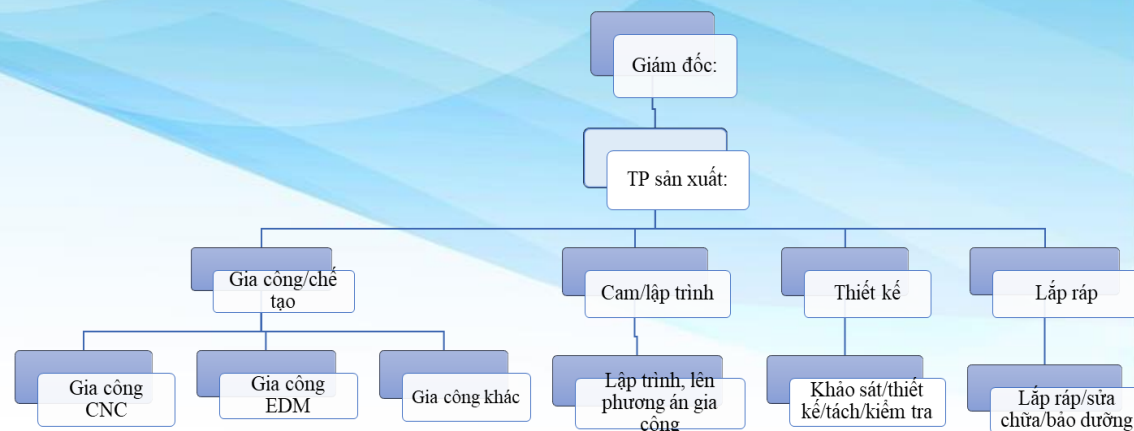 Giám đốc:
TP sản xuất:
Gia công/chế
tạo
Cam/lập trình
Thiết kế
Lắp ráp
Gia công
CNC
Gia công
EDM
Gia công khác
Lập trình, lên
phương án gia
công
Khảo sát/thiết
kế/tách/kiểm tra
Lắp ráp/sửa
chữa/bảo dưỡng